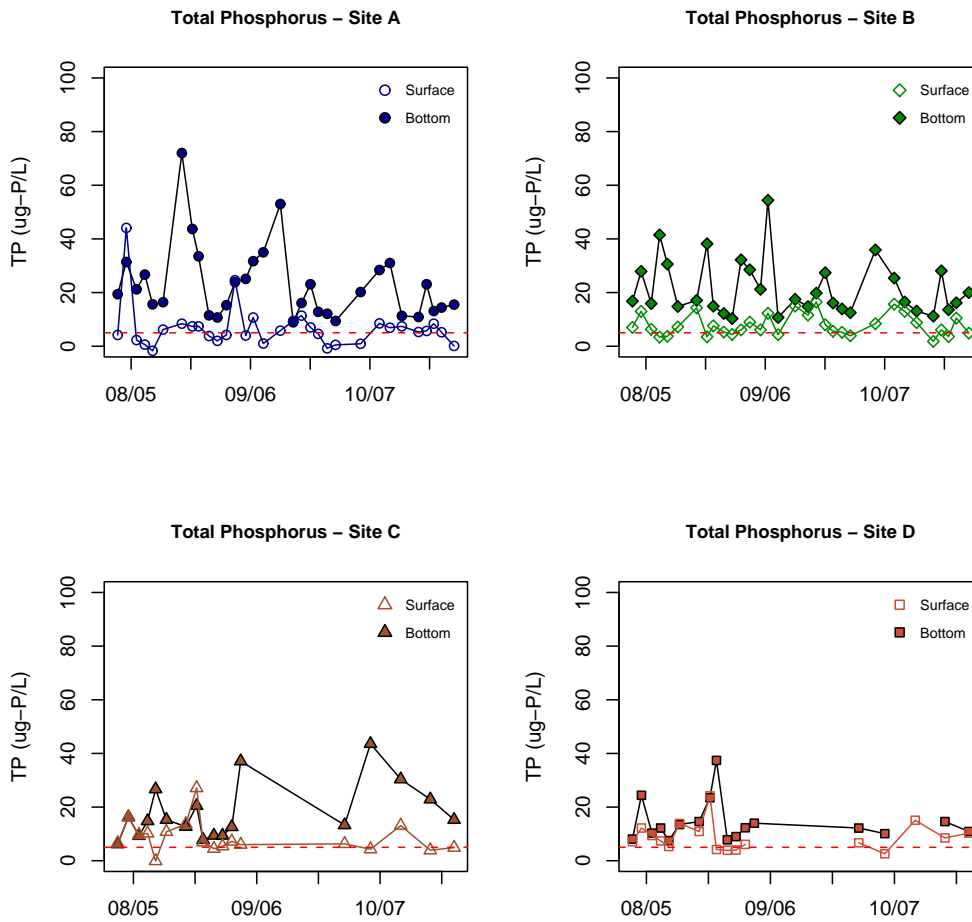 Total Phosphorus − Site A
TP (ug−P/L)
100
80
60
40
20
0
Surface
Bottom
08/05 09/06 10/07
Total Phosphorus − Site B
TP (ug−P/L)
100
80
60
40
20
0
Surface
Bottom
08/05 09/06 10/07
Total Phosphorus − Site C
TP (ug−P/L)
100
80
60
40
20
0
Surface
Bottom
08/05 09/06 10/07
Total Phosphorus − Site D
TP (ug−P/L)
100
80
60
40
20
0
Surface
Bottom
08/05 09/06 10/07